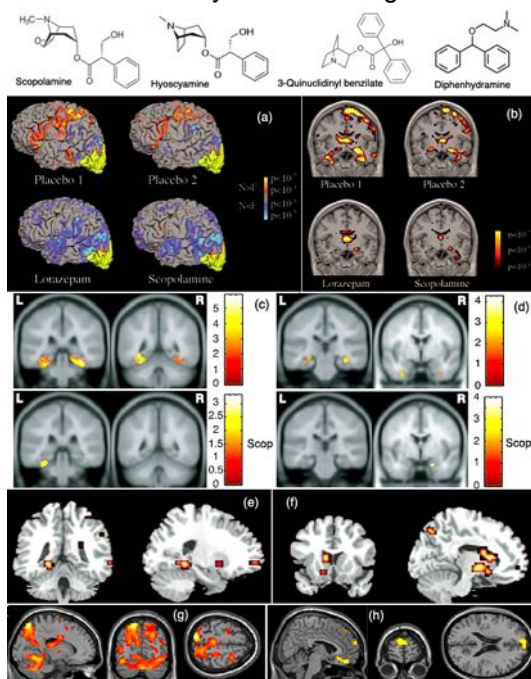 CH₃
N
OH
O
O
O
Scopolamine
N
OH
O
O
Hyoscyamine
N
O
OH
O
3-Quinuclidinyl benzilate
N
O
Diphenhydramine
(a)
Placebo 1
Placebo 2
Lorazepam
Scopolamine
(b)
Placebo 1
Placebo 2
Lorazepam
Scopolamine
L
R
5
4
3
2
1
0
(c)
L
R
4
3
2
1
0
(d)
L
R
3
2.5
2
1.5
1
0.5
0
Scop
L
R
4
3
2
1
0
Scop
(e)
(f)
(g)
(h)